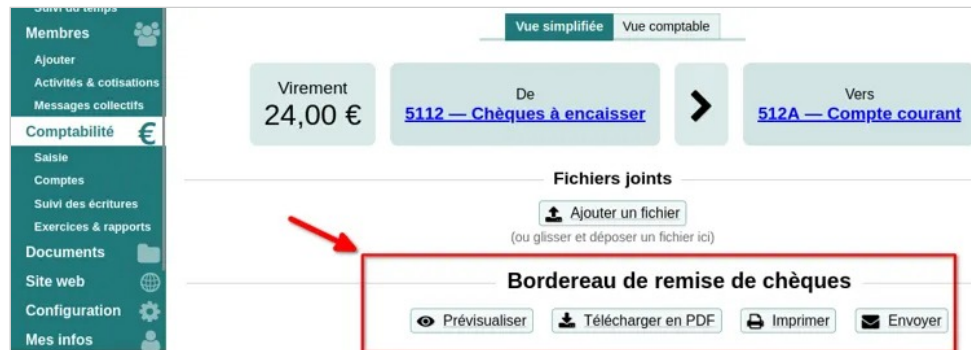 Suivi du temps
Membres
Ajouter
Activités & cotisations
Messages collectifs
Comptabilité €
Saisie
Comptes
Suivi des écritures
Exercices & rapports
Documents
Site web
Configuration
Mes infos
Vue simplifiée Vue comptable
Virement
24,00 €
De
5112 — Chèques à encaisser
Vers
512A — Compte courant
Fichiers joints
Ajouter un fichier
(ou glisser et déposer un fichier ici)
Bordereau de remise de chèques
Prévisualiser Télécharger en PDF Imprimer Envoyer